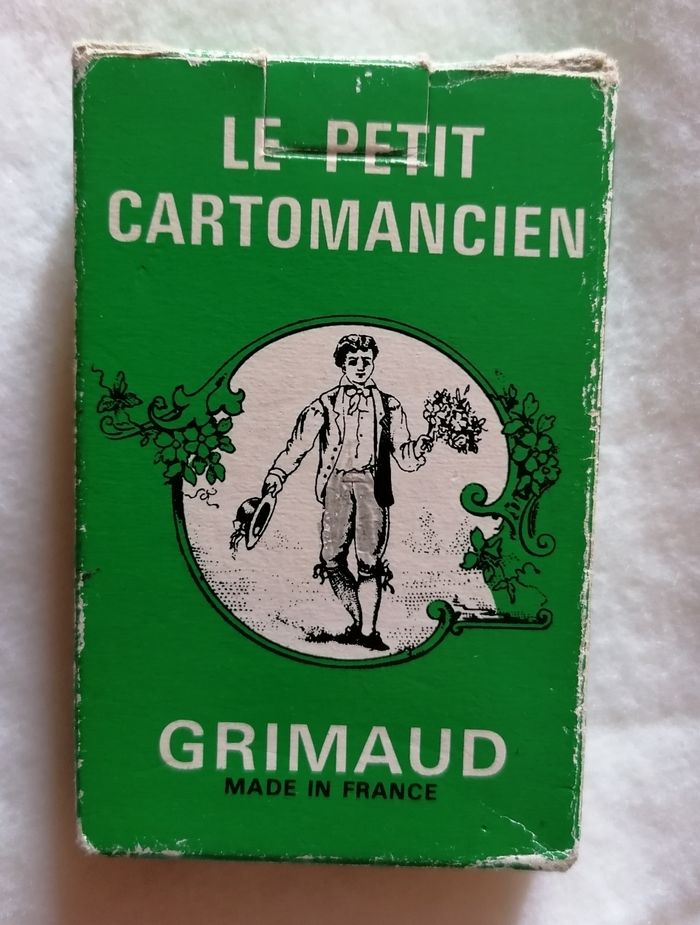 LE PETIT
CARTOMANCIEN
GRIMAUD
MADE IN FRANCE